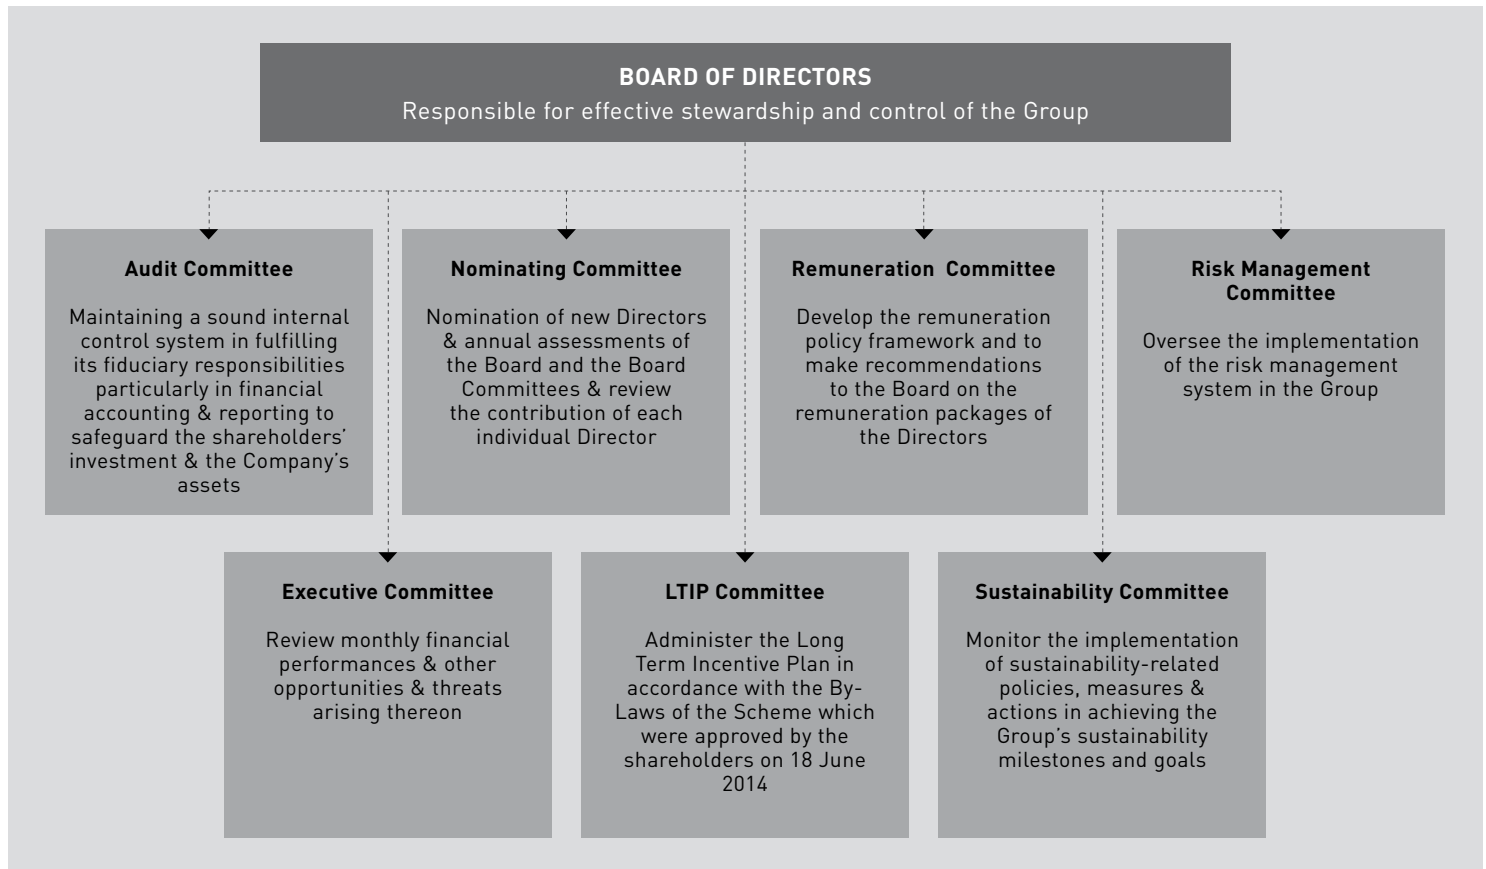 BOARD OF DIRECTORS
Responsible for effective stewardship and control of the Group
Audit Committee
Maintaining a sound internal
control system in fulfilling
its fiduciary responsibilities
particularly in financial
accounting & reporting to
safeguard the shareholders’
investment & the Company’s
assets
Nominating Committee
Nomination of new Directors
& annual assessments of
the Board and the Board
Committees & review
the contribution of each
individual Director
Remuneration Committee
Develop the remuneration
policy framework and to
make recommendations
to the Board on the
remuneration packages of
the Directors
Risk Management
Committee
Oversee the implementation
of the risk management
system in the Group
Executive Committee
Review monthly financial
performances & other
opportunities & threats
arising thereon
LTIP Committee
Administer the Long
Term Incentive Plan in
accordance with the By-
Laws of the Scheme which
were approved by the
shareholders on 18 June
2014
Sustainability Committee
Monitor the implementation
of sustainability-related
policies, measures &
actions in achieving the
Group’s sustainability
milestones and goals